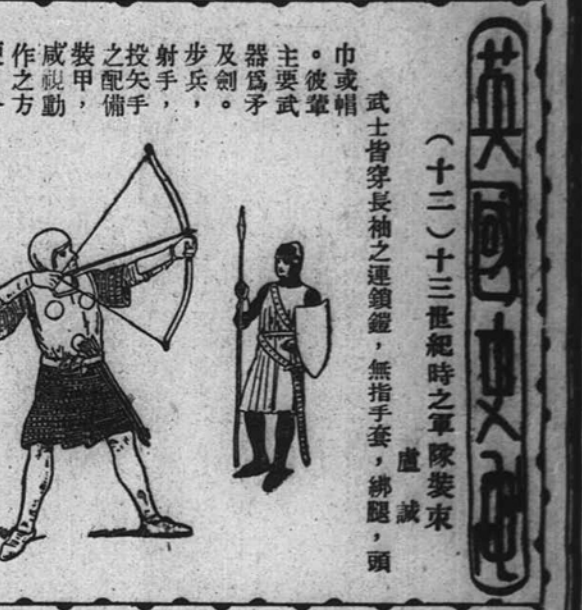 英國史
（十二）十三世紀時之軍隊裝束
盧誠
武士皆穿長袖之連鎖鎧，無指手套，綁腿，頭
巾或帽
。彼輩
主要武
器爲矛
及劍。
步兵，
射手，
投矢手
之配備
裝甲，
咸視動
作之方